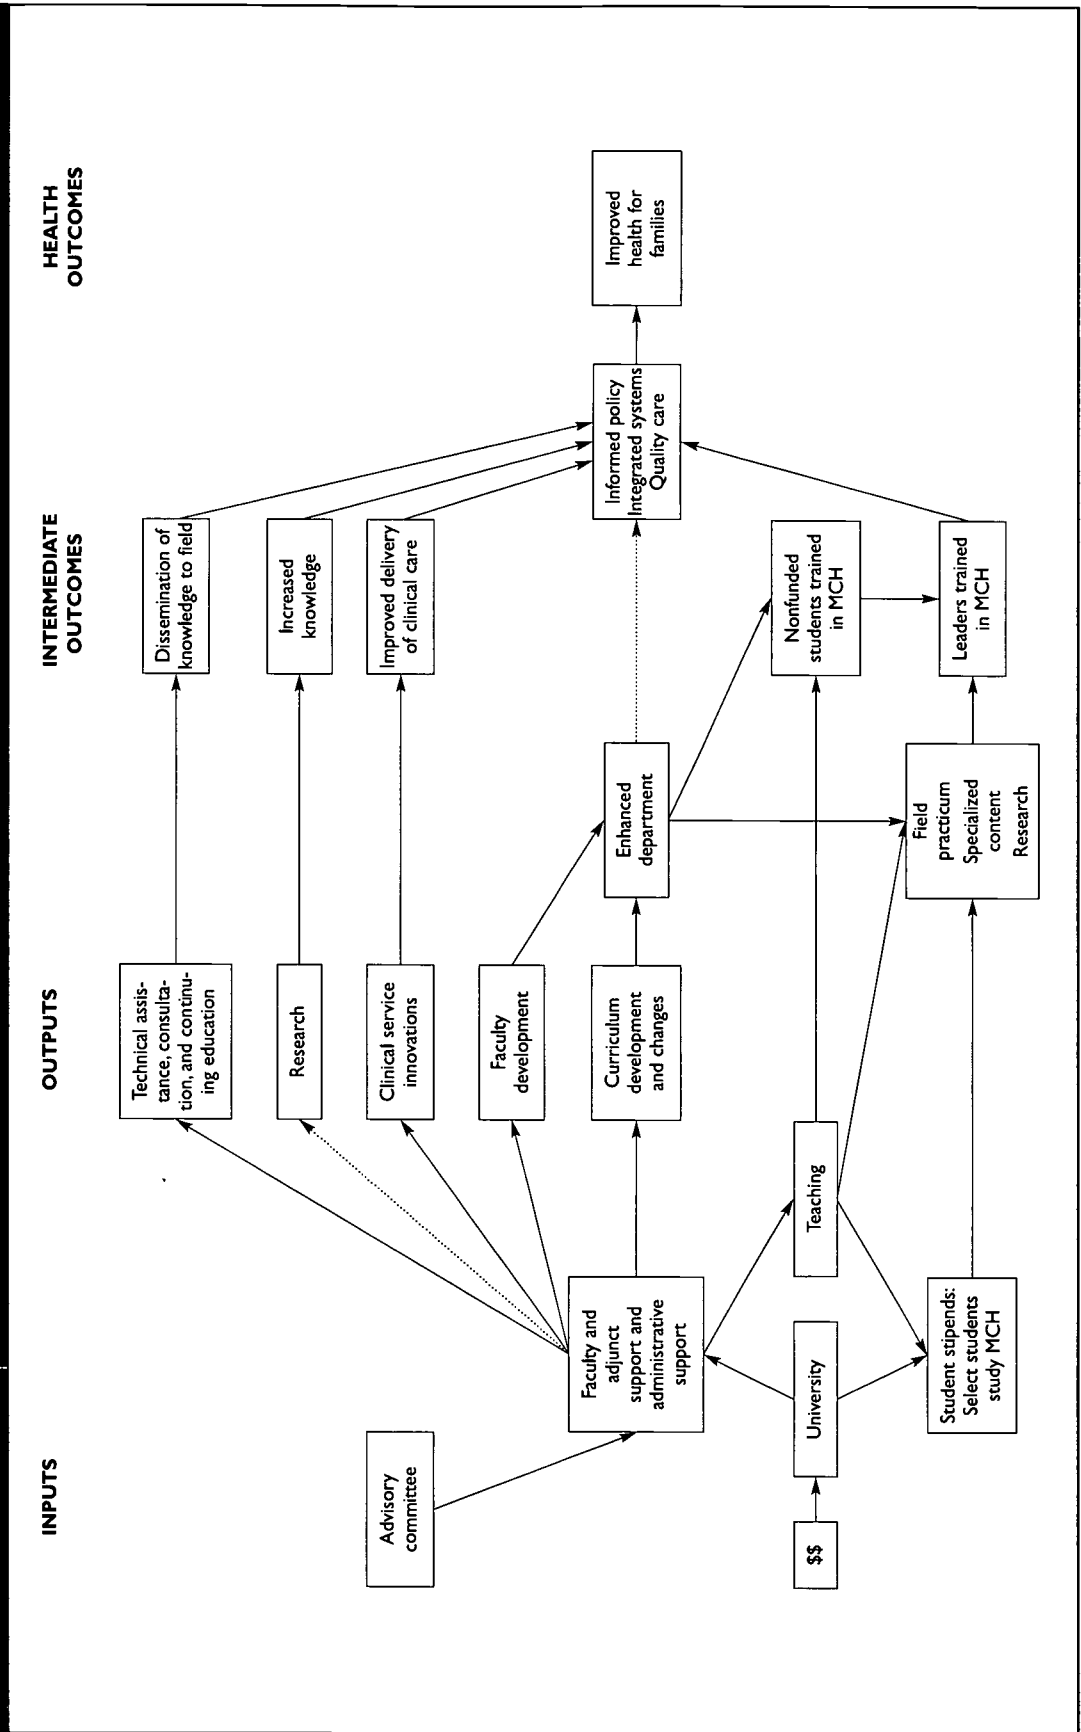 INPUTS
OUTPUTS
INTERMEDIATE
OUTCOMES
HEALTH
OUTCOMES
Technical assis-
tance, consulta-
tion, and continu-
ing education
Dissemination of
knowledge to field
Research
Increased
knowledge
Advisory
committee
Clinical service
innovations
Improved delivery
of clinical care
Faculty
development
Faculty and
adjunct
support and
administrative
support
Curriculum
development
and changes
Enhanced
department
Informed policy
Integrated systems
Quality care
Improved
health for
families
$$
University
Teaching
Nonfunded
students trained
in MCH
Student stipends:
Select students
study MCH
Field
practicum
Specialized
content
Research
Leaders trained
in MCH